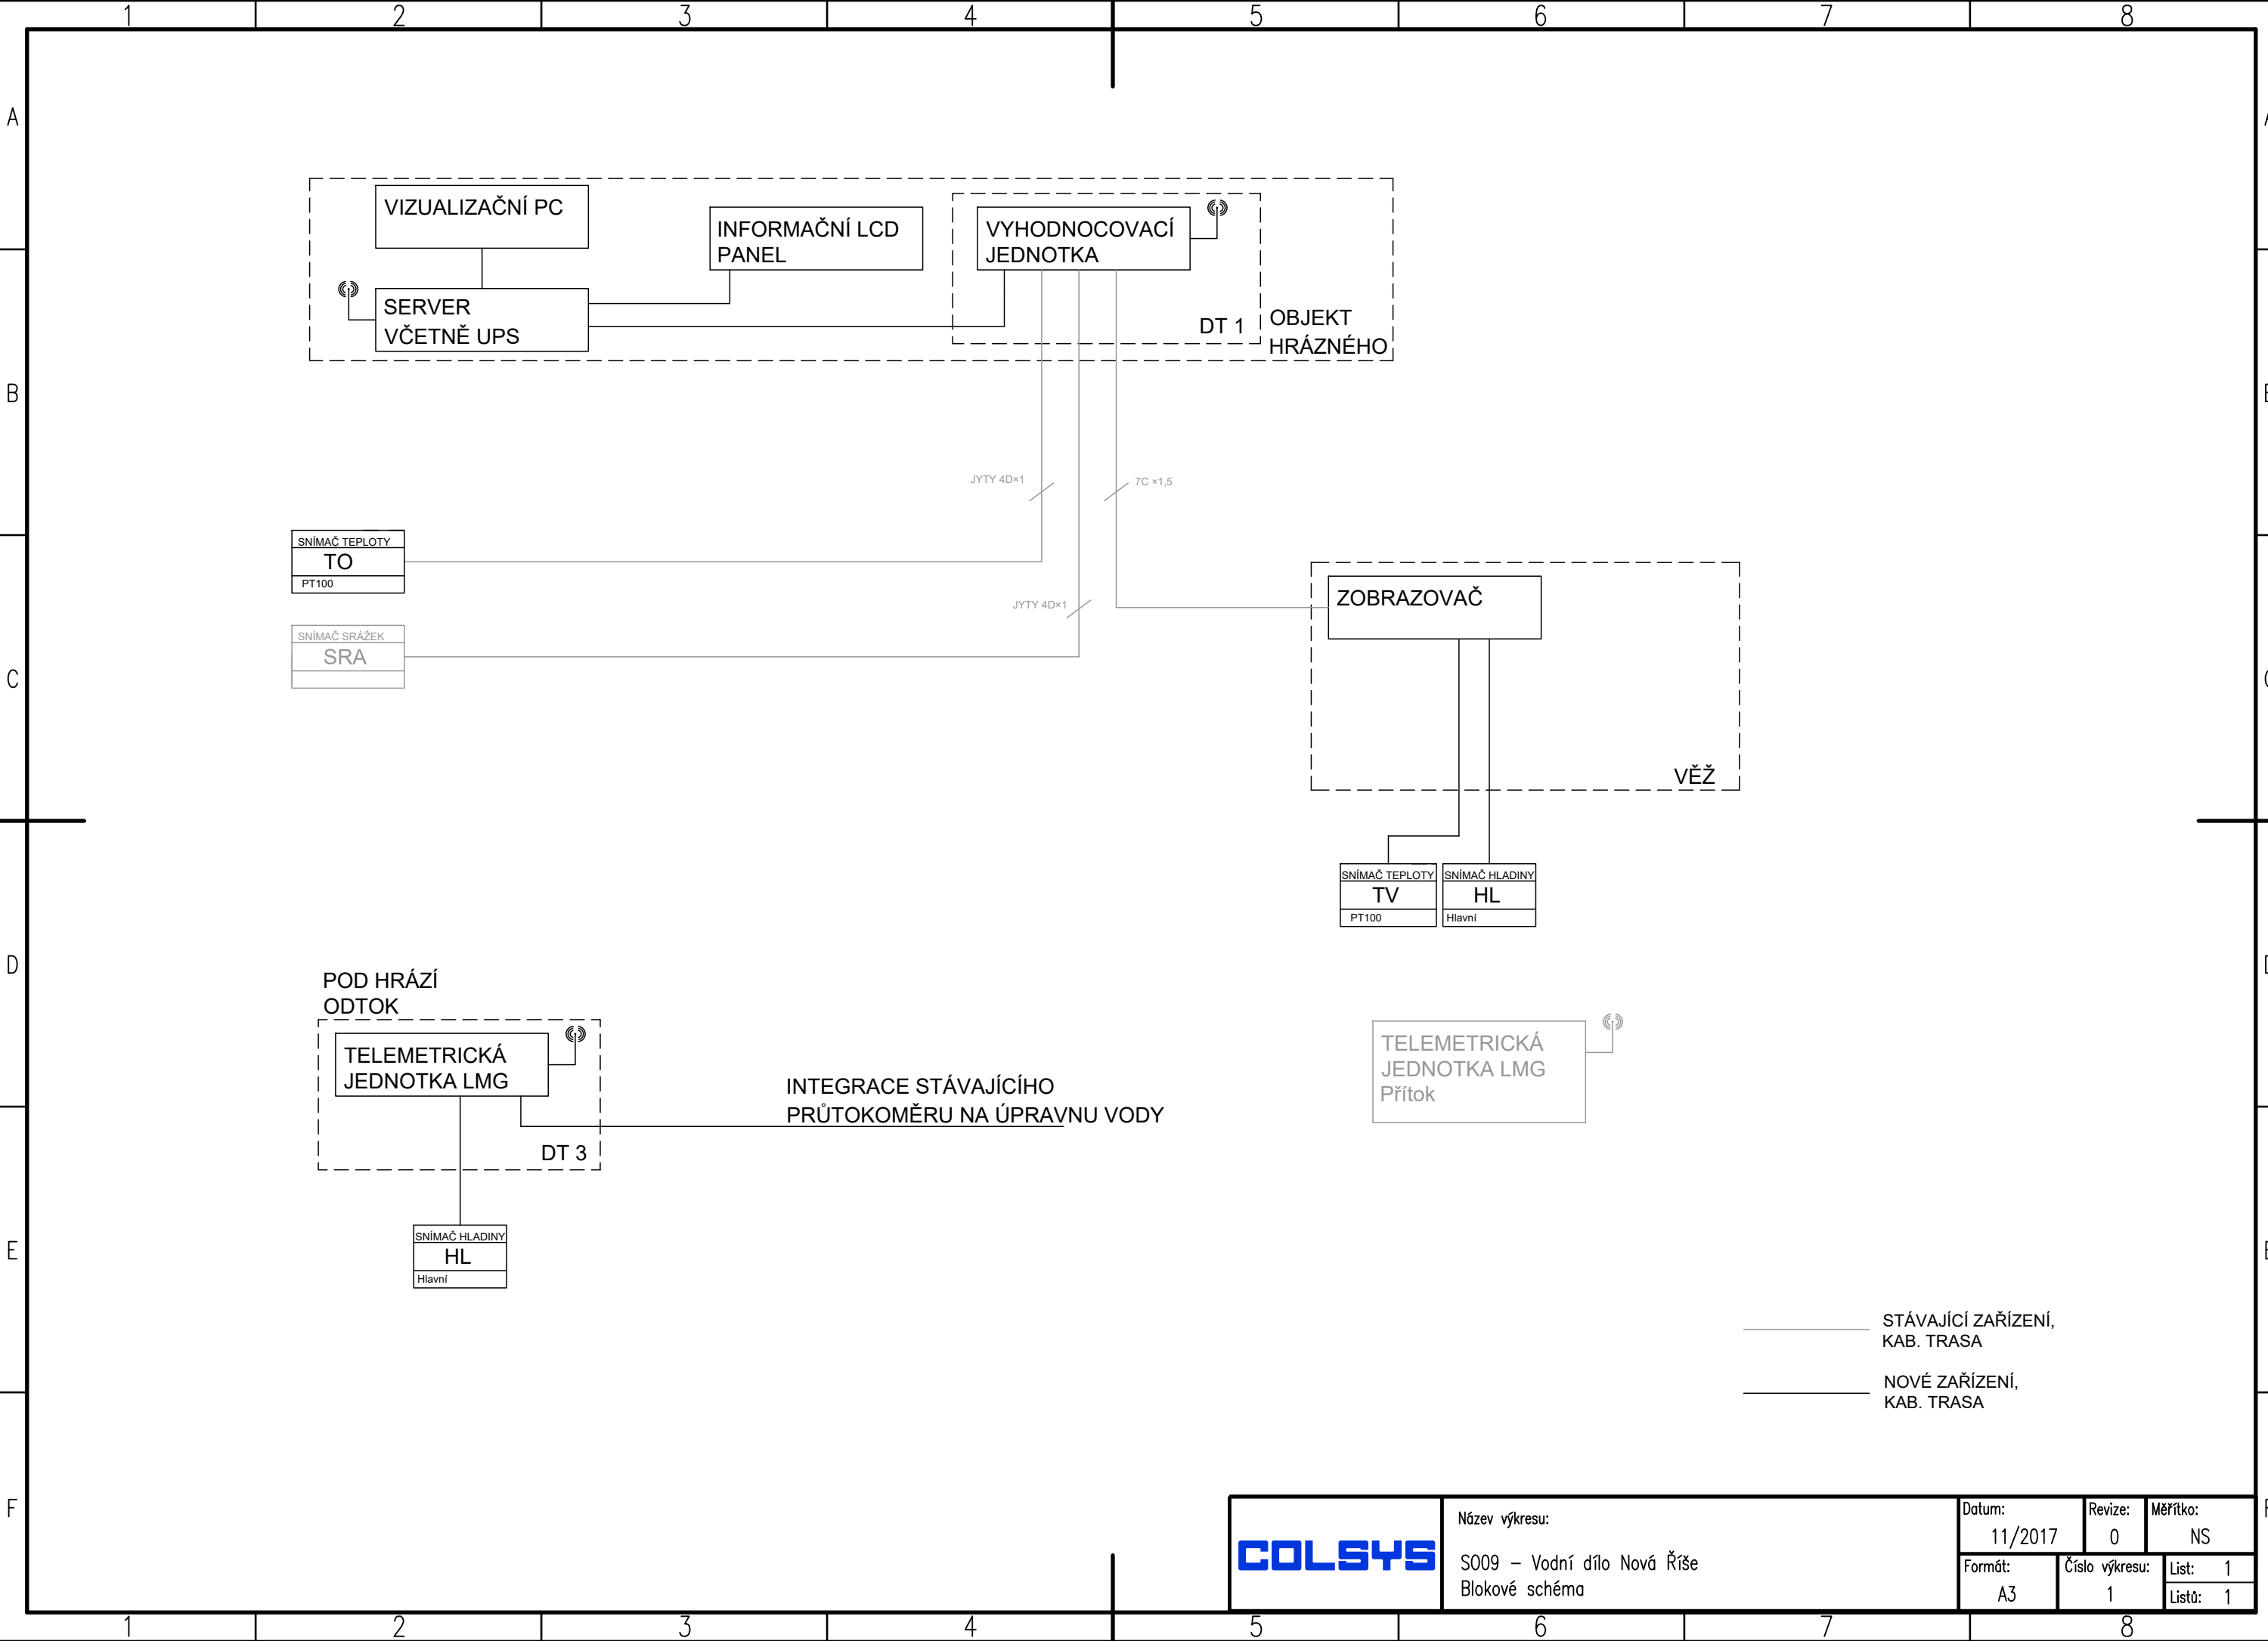 1 2 3 4 5 6 7 8
A
VIZUALIZAČNÍ PC
INFORMAČNÍ LCD
PANEL
VYHODNOCOVACÍ
JEDNOTKA
SERVER
VČETNĚ UPS
DT 1
OBJEKT
HRÁZNÉHO
B
JYTY 4D×1
7C ×1,5
SNÍMAČ TEPLOTY
TO
PT100
JYTY 4D×1
ZOBRAZOVAČ
SNÍMAČ SRÁŽEK
SRA
C
VĚŽ
SNÍMAČ TEPLOTY
TV
PT100
SNÍMAČ HLADINY
HL
Hlavní
D
POD HRÁZÍ
ODTOK
TELEMETRICKÁ
JEDNOTKA LMG
DT 3
INTEGRACE STÁVAJÍCÍHO
PRŮTOKOMĚRU NA ÚPRAVNU VODY
TELEMETRICKÁ
JEDNOTKA LMG
Přítok
E
SNÍMAČ HLADINY
HL
Hlavní
STÁVAJÍCÍ ZAŘÍZENÍ,
KAB. TRASA
NOVÉ ZAŘÍZENÍ,
KAB. TRASA
F
COLSYS
Název výkresu:
SO09 – Vodní dílo Nová Říše
Blokové schéma
Datum:
11/2017
Revize:
0
Měřítko:
NS
Formát:
A3
Číslo výkresu:
1
List: 1
Listů: 1
1 2 3 4 5 6 7 8